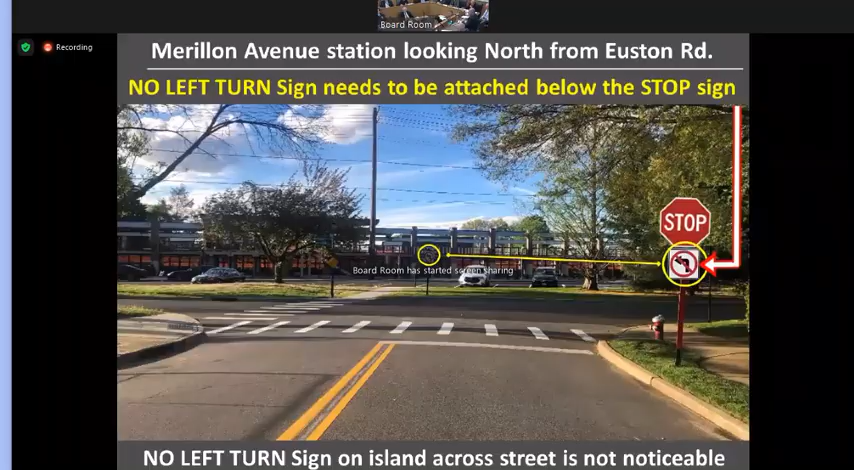 Board Room
Recording
Merillon Avenue station looking North from Euston Rd.
NO LEFT TURN Sign needs to be attached below the STOP sign
STOP
Board Room has started screen sharing
NO LEFT TURN Sign on island across street is not noticeable